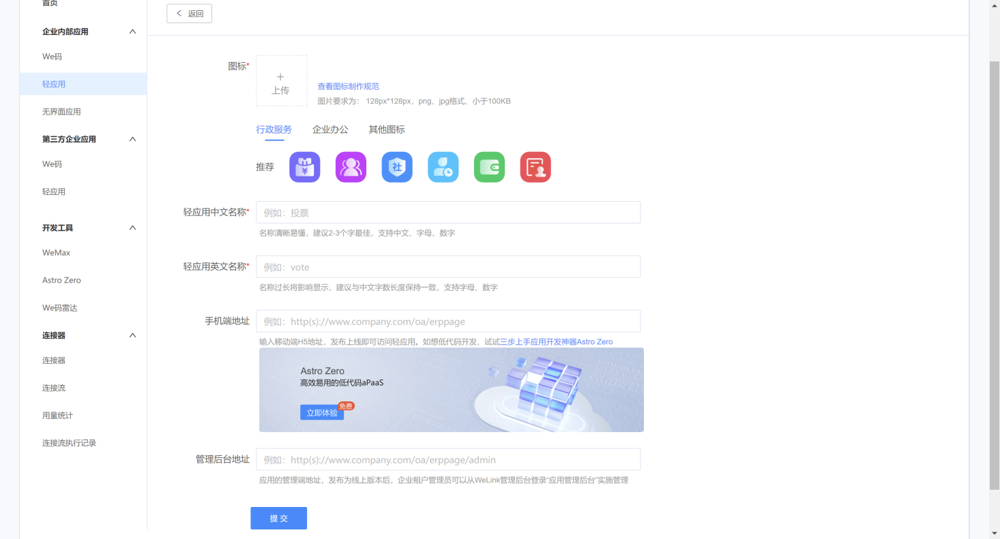 首页
企业内部应用
We码
轻应用
无界面应用
第三方企业应用
We码
轻应用
开发工具
WeMax
Astro Zero
We码雷达
连接器
连接器
连接流
用量统计
连接流执行记录
返回
图标*
上传
查看图标制作规范
图片要求为： 128px*128px，png、jpg格式、小于100KB
行政服务 企业办公 其他图标
推荐 ¥ 社
轻应用中文名称* 例如：投票
名称清晰易懂，建议2-3个字最佳，支持中文、字母、数字
轻应用英文名称* 例如：vote
名称过长将影响显示，建议与中文字数长度保持一致，支持字母、数字
手机端地址 例如：http(s)://www.company.com/oa/erppage
输入移动端H5地址，发布上线即可访问轻应用。如想低代码开发，试试三步上手应用开发神器Astro Zero
Astro Zero
高效易用的低代码aPaaS
立即体验 免费
管理后台地址 例如：http(s)://www.company.com/oa/erppage/admin
应用的管理端地址，发布为线上版本后，企业租户管理员可以从WeLink管理后台登录“应用管理后台”实施管理
提交